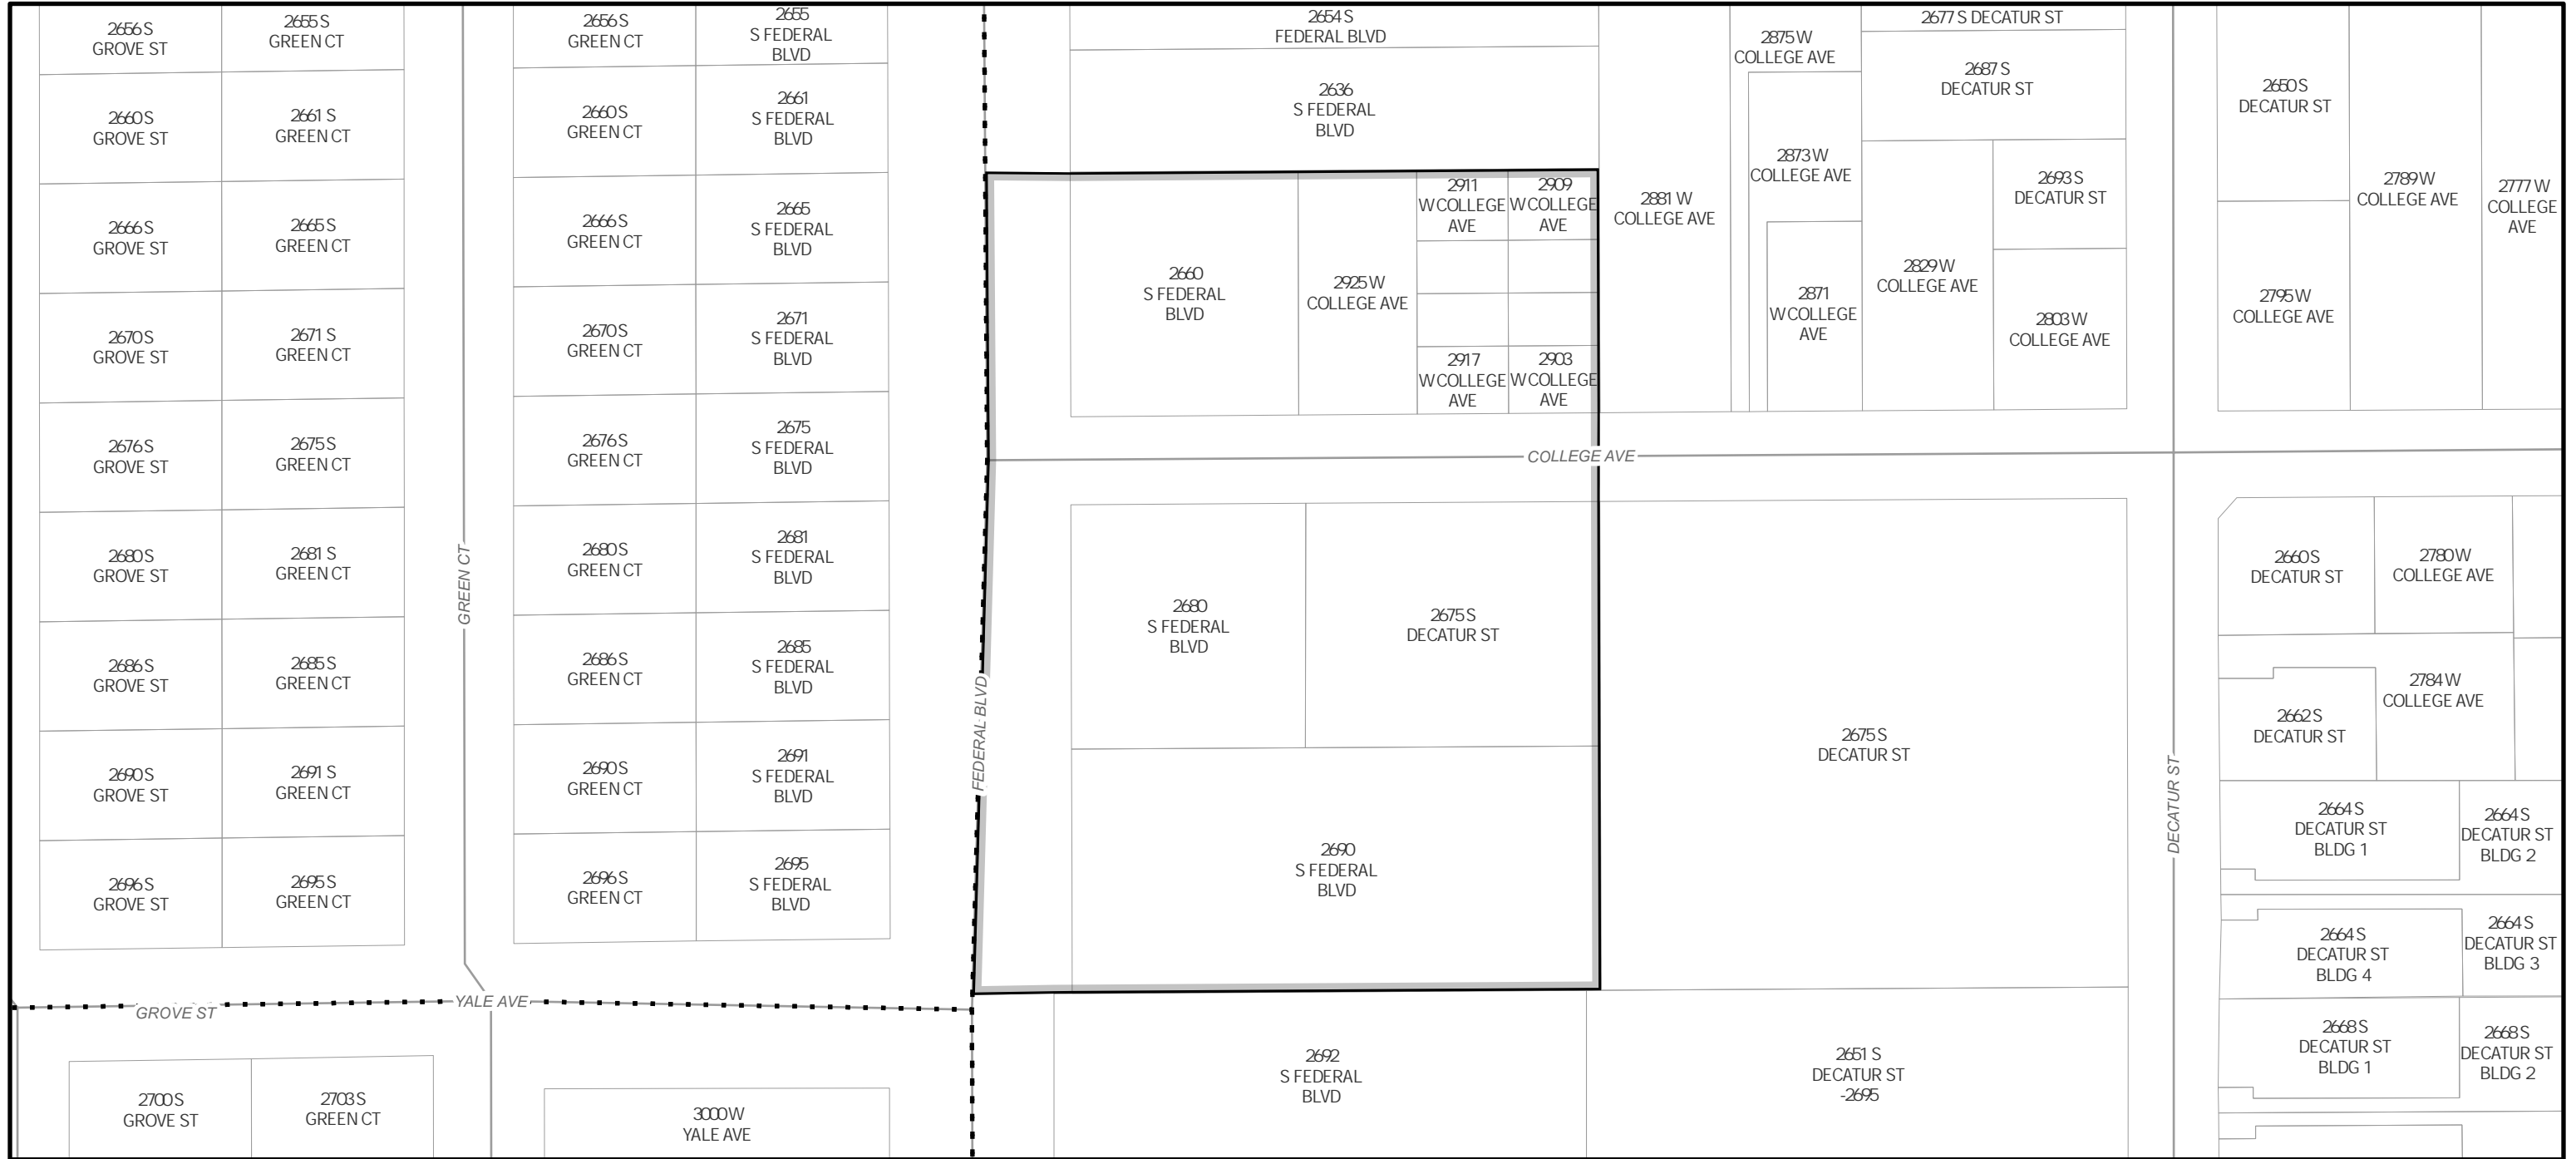 2656 S
GROVE ST
2655 S
GREEN CT
2656 S
GREEN CT
2655
S FEDERAL
BLVD
2654 S
FEDERAL BLVD
2875 W
COLLEGE AVE
2677 S DECATUR ST
2660 S
GROVE ST
2661 S
GREEN CT
2660 S
GREEN CT
2661
S FEDERAL
BLVD
2636
S FEDERAL
BLVD
2687 S
DECATUR ST
2650 S
DECATUR ST
2666 S
GROVE ST
2665 S
GREEN CT
2666 S
GREEN CT
2665
S FEDERAL
BLVD
2911
W COLLEGE
AVE
2909
W COLLEGE
AVE
2881 W
COLLEGE AVE
2873 W
COLLEGE AVE
2693 S
DECATUR ST
2789 W
COLLEGE AVE
2777 W
COLLEGE
AVE
2660
S FEDERAL
BLVD
2925 W
COLLEGE AVE
2871
W COLLEGE
AVE
2829 W
COLLEGE AVE
2795 W
COLLEGE AVE
2670 S
GROVE ST
2671 S
GREEN CT
2670 S
GREEN CT
2671
S FEDERAL
BLVD
2917
W COLLEGE
AVE
2903
W COLLEGE
AVE
2803 W
COLLEGE AVE
2676 S
GROVE ST
2675 S
GREEN CT
2676 S
GREEN CT
2675
S FEDERAL
BLVD
COLLEGE AVE
2680 S
GROVE ST
2681 S
GREEN CT
GREEN CT
2680 S
GREEN CT
2681
S FEDERAL
BLVD
2680
S FEDERAL
BLVD
2675 S
DECATUR ST
2660 S
DECATUR ST
2780 W
COLLEGE AVE
2686 S
GROVE ST
2685 S
GREEN CT
2686 S
GREEN CT
2685
S FEDERAL
BLVD
FEDERAL BLVD
2675 S
DECATUR ST
DECATUR ST
2662 S
DECATUR ST
2784 W
COLLEGE AVE
2690 S
GROVE ST
2691 S
GREEN CT
2690 S
GREEN CT
2691
S FEDERAL
BLVD
2664 S
DECATUR ST
BLDG 1
2664 S
DECATUR ST
BLDG 2
2696 S
GROVE ST
2695 S
GREEN CT
2696 S
GREEN CT
2695
S FEDERAL
BLVD
2690
S FEDERAL
BLVD
2664 S
DECATUR ST
BLDG 4
2664 S
DECATUR ST
BLDG 3
GROVE ST
YALE AVE
2700 S
GROVE ST
2703 S
GREEN CT
3000 W
YALE AVE
2692
S FEDERAL
BLVD
2651 S
DECATUR ST
-2695
2668 S
DECATUR ST
BLDG 1
2668 S
DECATUR ST
BLDG 2